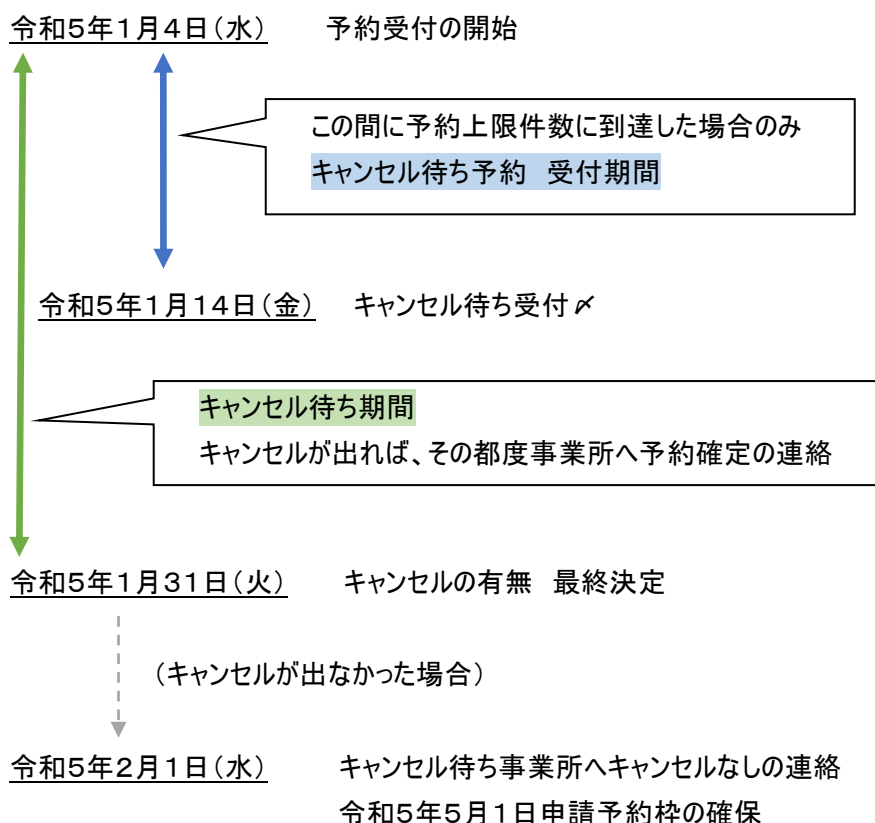 令和5年1月4日（水）　予約受付の開始
この間に予約上限件数に到達した場合のみ
キャンセル待ち予約　受付期間
令和5年1月14日（金）　キャンセル待ち受付〆
キャンセル待ち期間
キャンセルが出れば、その都度事業所へ予約確定の連絡
令和5年1月31日（火）　キャンセルの有無　最終決定
（キャンセルが出なかった場合）
令和5年2月1日（水）　キャンセル待ち事業所へキャンセルなしの連絡
令和5年5月1日申請予約枠の確保